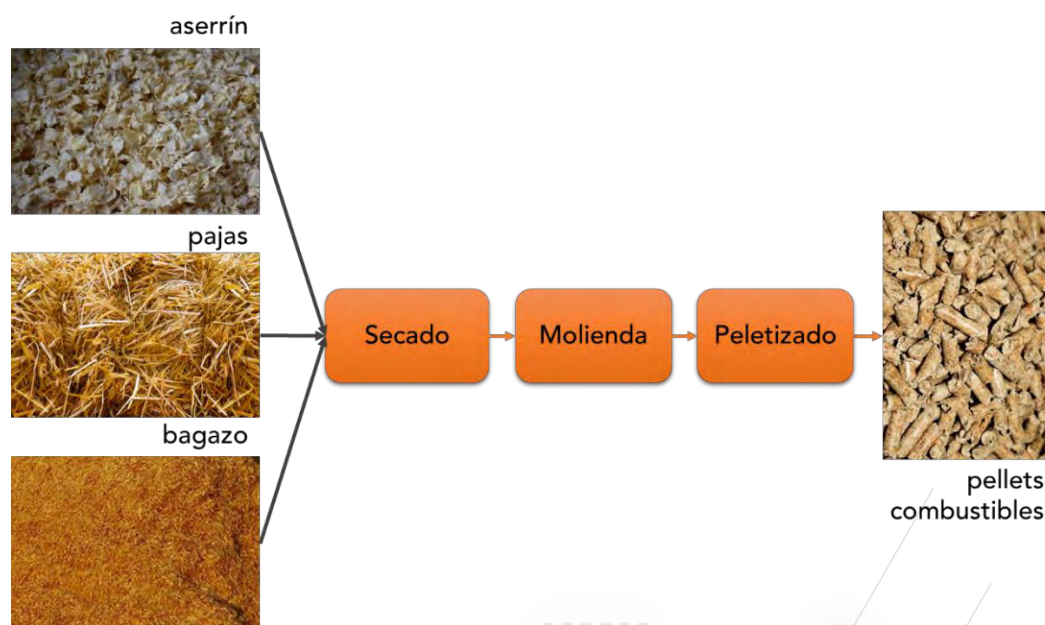 aserrín
pajas
bagazo
Secado
Molienda
Peletizado
pellets
combustibles